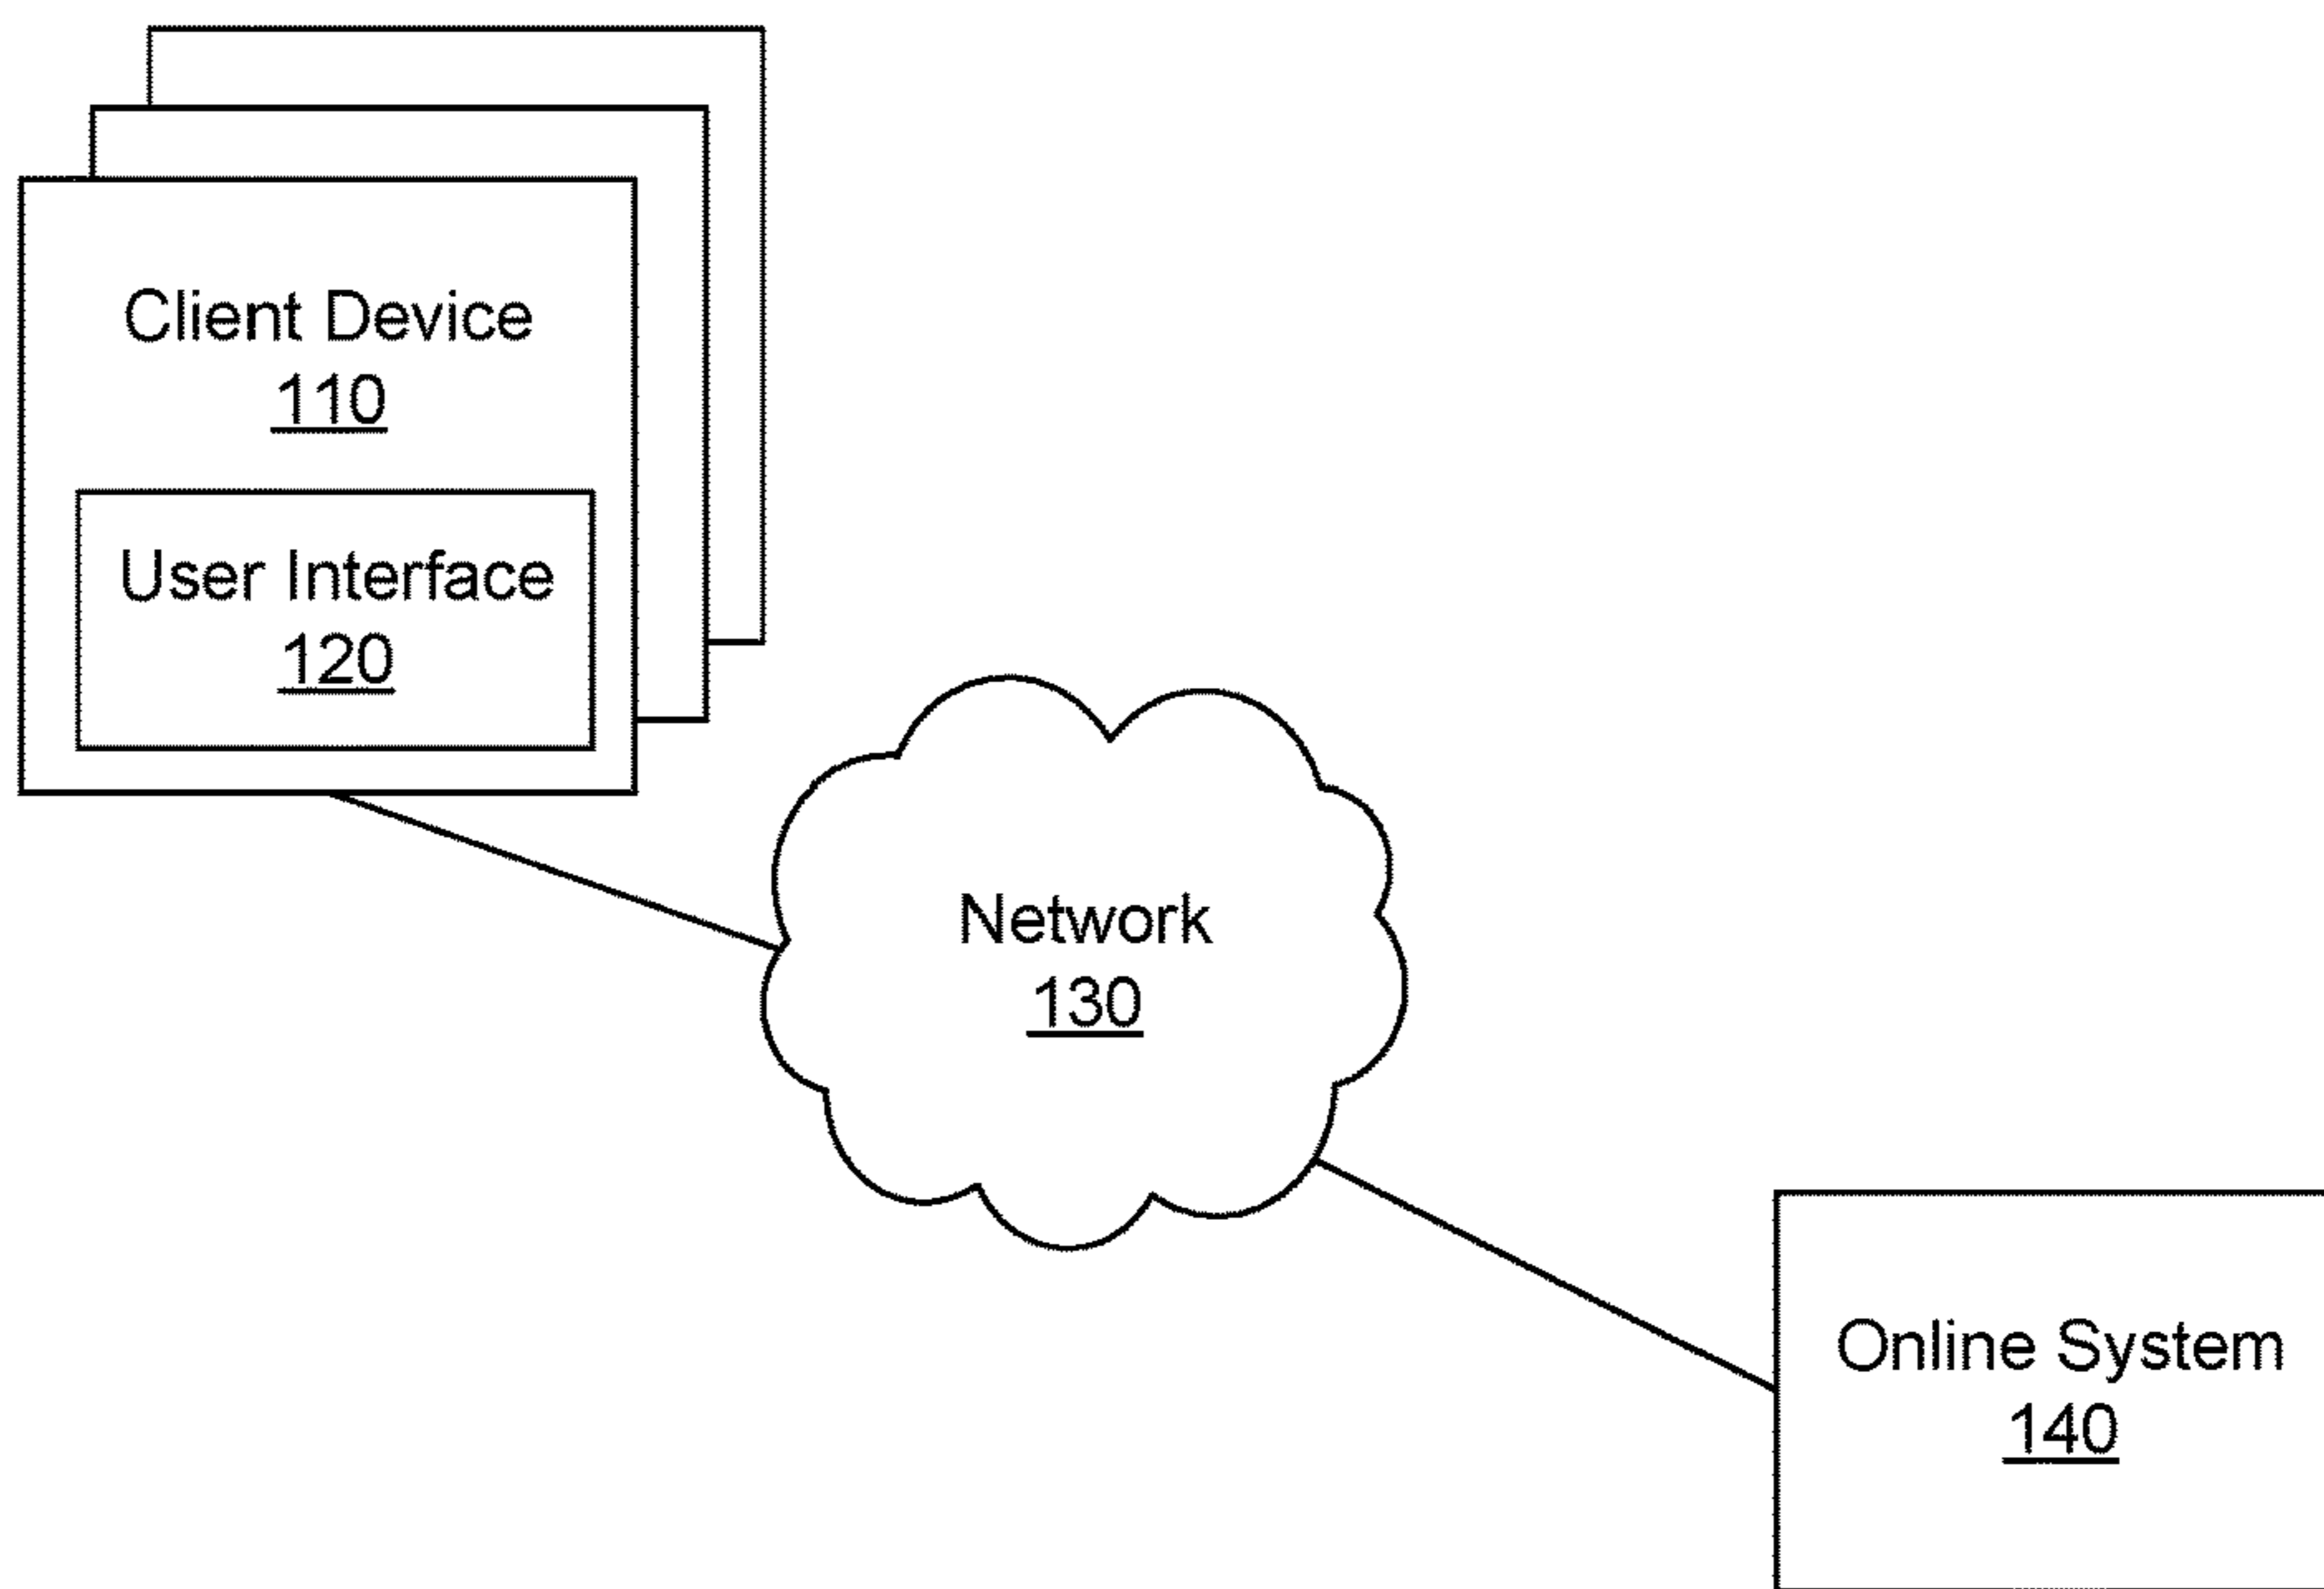 Client Device
110
User Interface
120
Network
130
Online System
140